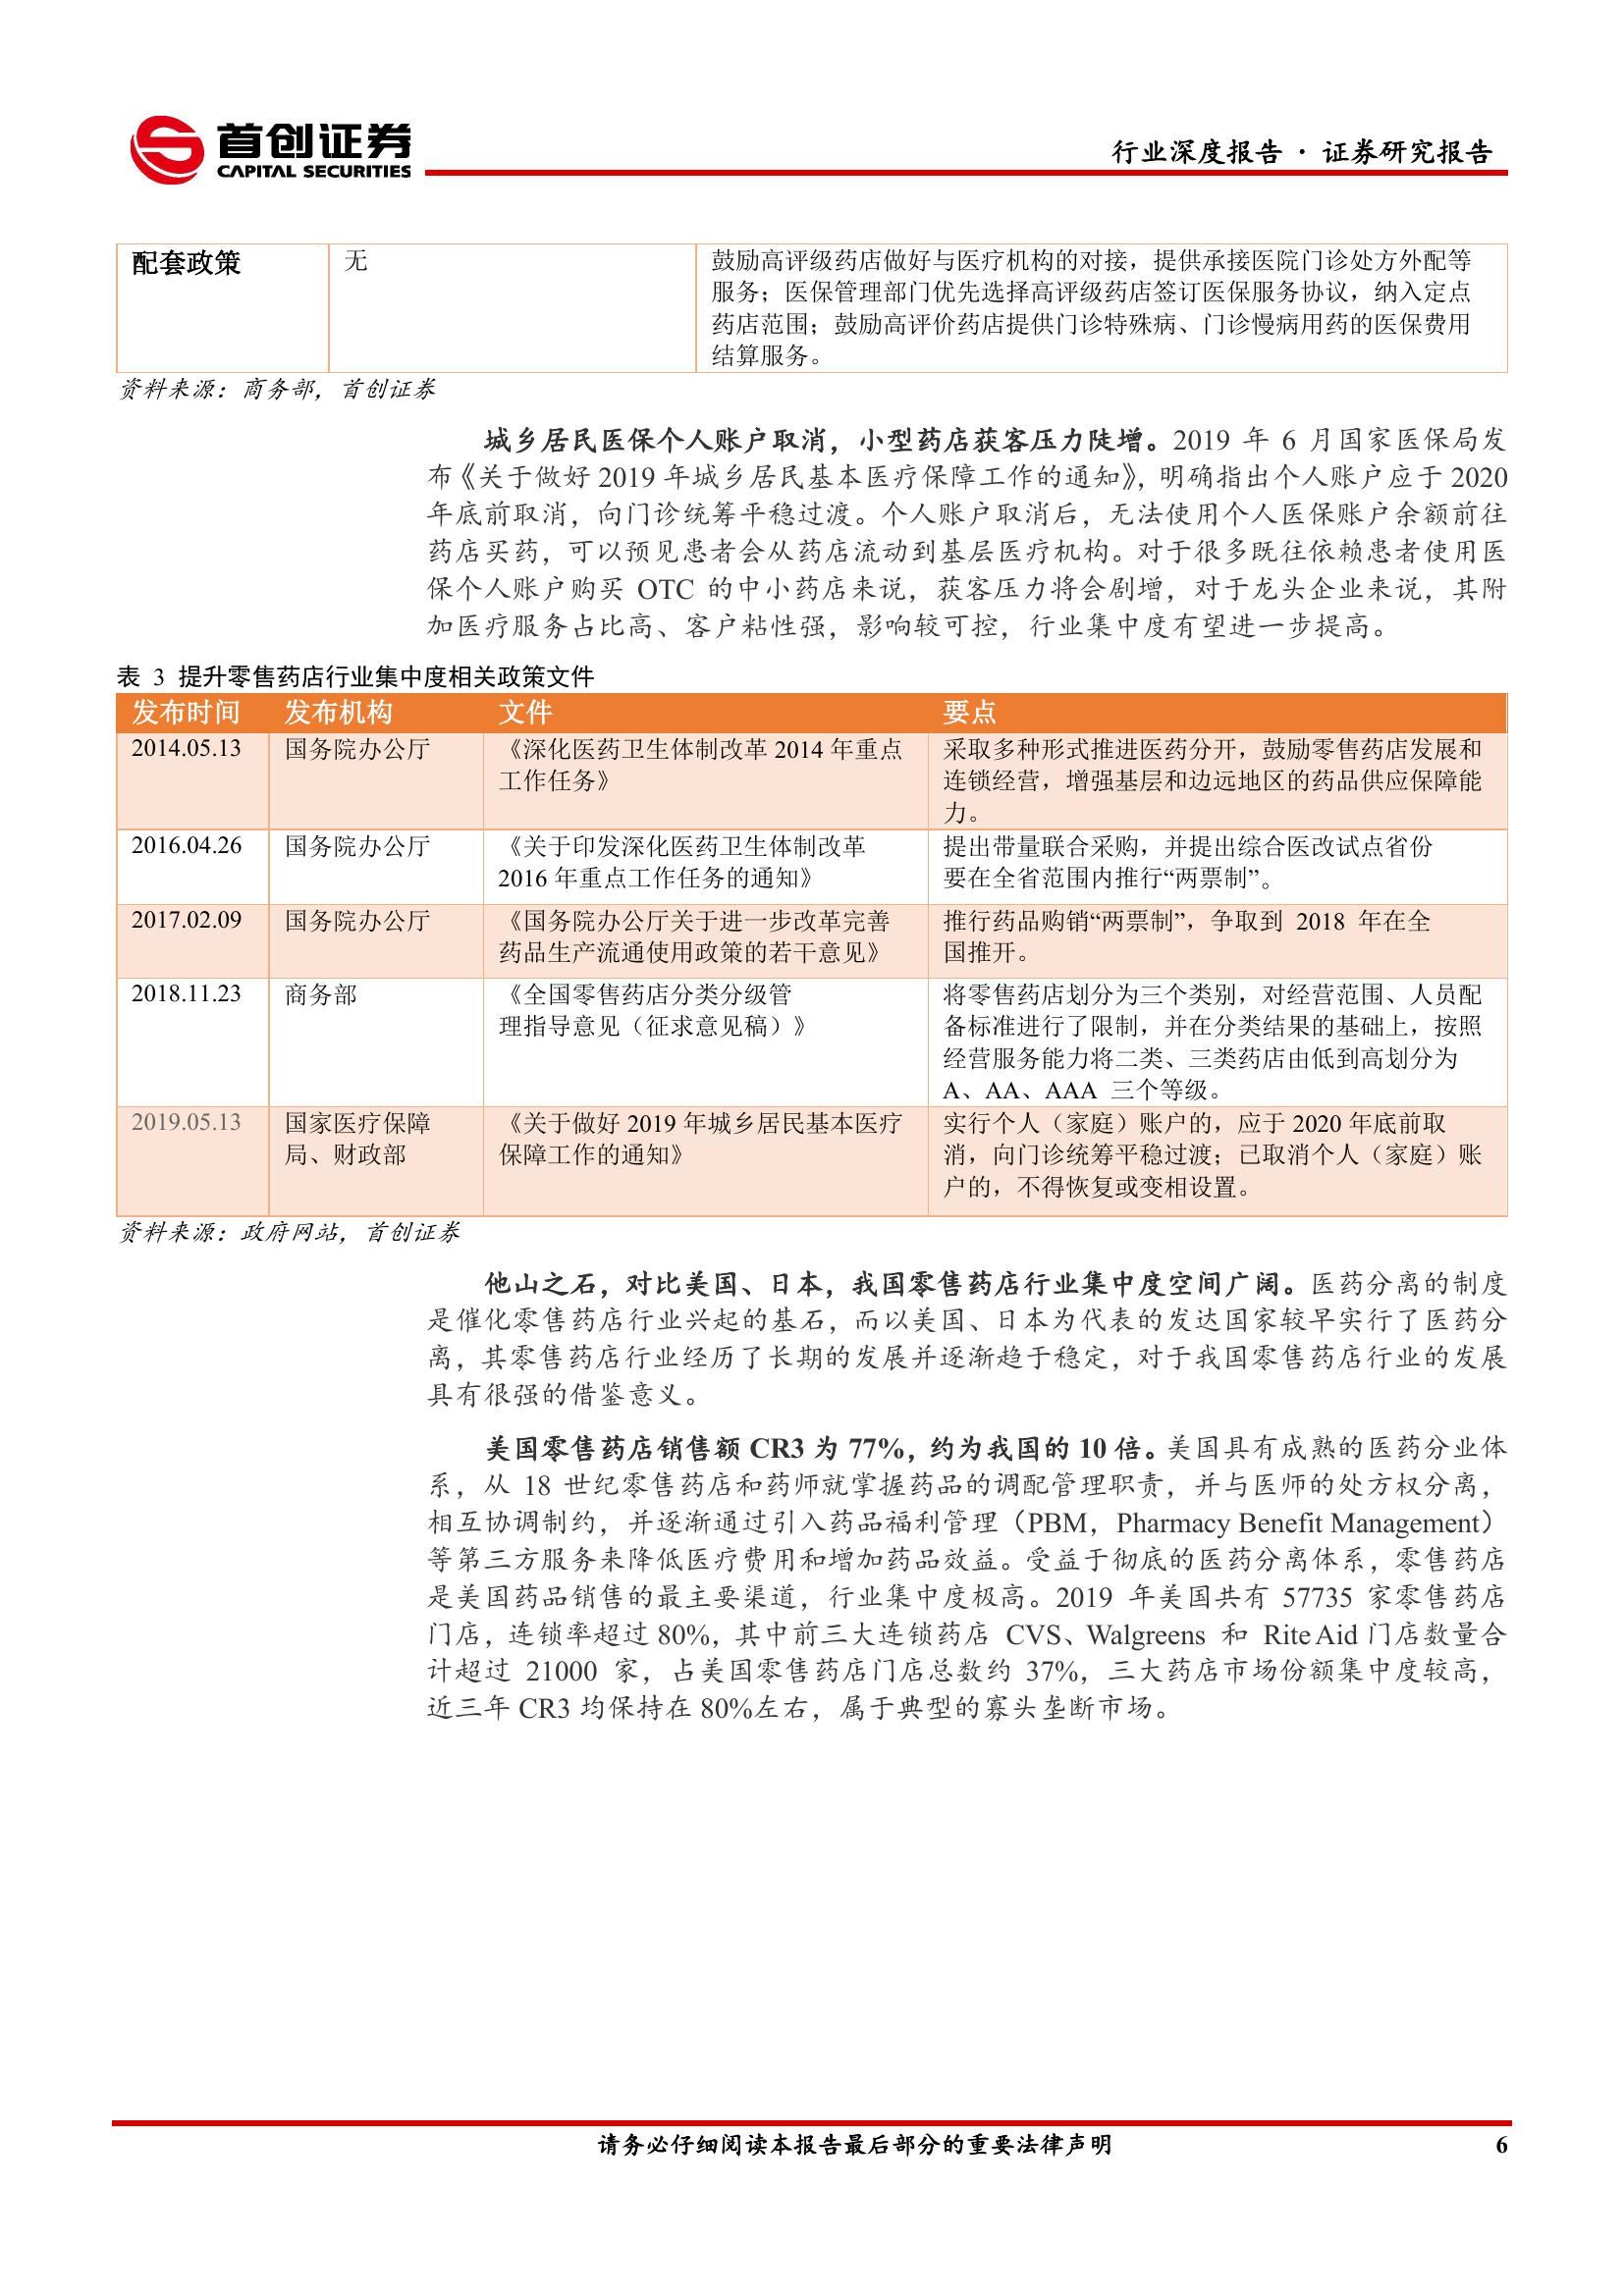 首创证券
CAPITAL SECURITIES
行业深度报告 · 证券研究报告
配套政策
无
鼓励高评级药店做好与医疗机构的对接，提供承接医院门诊处方外配等
服务；医保管理部门优先选择高评级药店签订医保服务协议，纳入定点
药店范围；鼓励高评价药店提供门诊特殊病、门诊慢病用药的医保费用
结算服务。
资料来源：商务部，首创证券
城乡居民医保个人账户取消，小型药店获客压力陡增。2019 年 6 月国家医保局发
布《关于做好 2019 年城乡居民基本医疗保障工作的通知》，明确指出个人账户应于 2020
年底前取消，向门诊统筹平稳过渡。个人账户取消后，无法使用个人医保账户余额前往
药店买药，可以预见患者会从药店流动到基层医疗机构。对于很多既往依赖患者使用医
保个人账户购买 OTC 的中小药店来说，获客压力将会剧增，对于龙头企业来说，其附
加医疗服务占比高、客户粘性强，影响较可控，行业集中度有望进一步提高。
表 3 提升零售药店行业集中度相关政策文件
发布时间 发布机构 文件 要点
2014.05.13
国务院办公厅
《深化医药卫生体制改革 2014 年重点
工作任务》
采取多种形式推进医药分开，鼓励零售药店发展和
连锁经营，增强基层和边远地区的药品供应保障能
力。
2016.04.26
国务院办公厅
《关于印发深化医药卫生体制改革
2016 年重点工作任务的通知》
提出带量联合采购，并提出综合医改试点省份
要在全省范围内推行“两票制”。
2017.02.09
国务院办公厅
《国务院办公厅关于进一步改革完善
药品生产流通使用政策的若干意见》
推行药品购销“两票制”，争取到 2018 年在全
国推开。
2018.11.23
商务部
《全国零售药店分类分级管
理指导意见（征求意见稿）》
将零售药店划分为三个类别，对经营范围、人员配
备标准进行了限制，并在分类结果的基础上，按照
经营服务能力将二类、三类药店由低到高划分为
A、AA、AAA 三个等级。
2019.05.13
国家医疗保障
局、财政部
《关于做好 2019 年城乡居民基本医疗
保障工作的通知》
实行个人（家庭）账户的，应于 2020 年底前取
消，向门诊统筹平稳过渡；已取消个人（家庭）账
户的，不得恢复或变相设置。
资料来源：政府网站，首创证券
他山之石，对比美国、日本，我国零售药店行业集中度空间广阔。医药分离的制度
是催化零售药店行业兴起的基石，而以美国、日本为代表的发达国家较早实行了医药分
离，其零售药店行业经历了长期的发展并逐渐趋于稳定，对于我国零售药店行业的发展
具有很强的借鉴意义。
美国零售药店销售额 CR3 为 77%，约为我国的 10 倍。美国具有成熟的医药分业体
系，从 18 世纪零售药店和药师就掌握药品的调配管理职责，并与医师的处方权分离，
相互协调制约，并逐渐通过引入药品福利管理（PBM，Pharmacy Benefit Management）
等第三方服务来降低医疗费用和增加药品效益。受益于彻底的医药分离体系，零售药店
是美国药品销售的最主要渠道，行业集中度极高。2019 年美国共有 57735 家零售药店
门店，连锁率超过 80%，其中前三大连锁药店 CVS、Walgreens 和 Rite Aid 门店数量合
计超过 21000 家，占美国零售药店门店总数约 37%，三大药店市场份额集中度较高，
近三年 CR3 均保持在 80%左右，属于典型的寡头垄断市场。
请务必仔细阅读本报告最后部分的重要法律声明
6